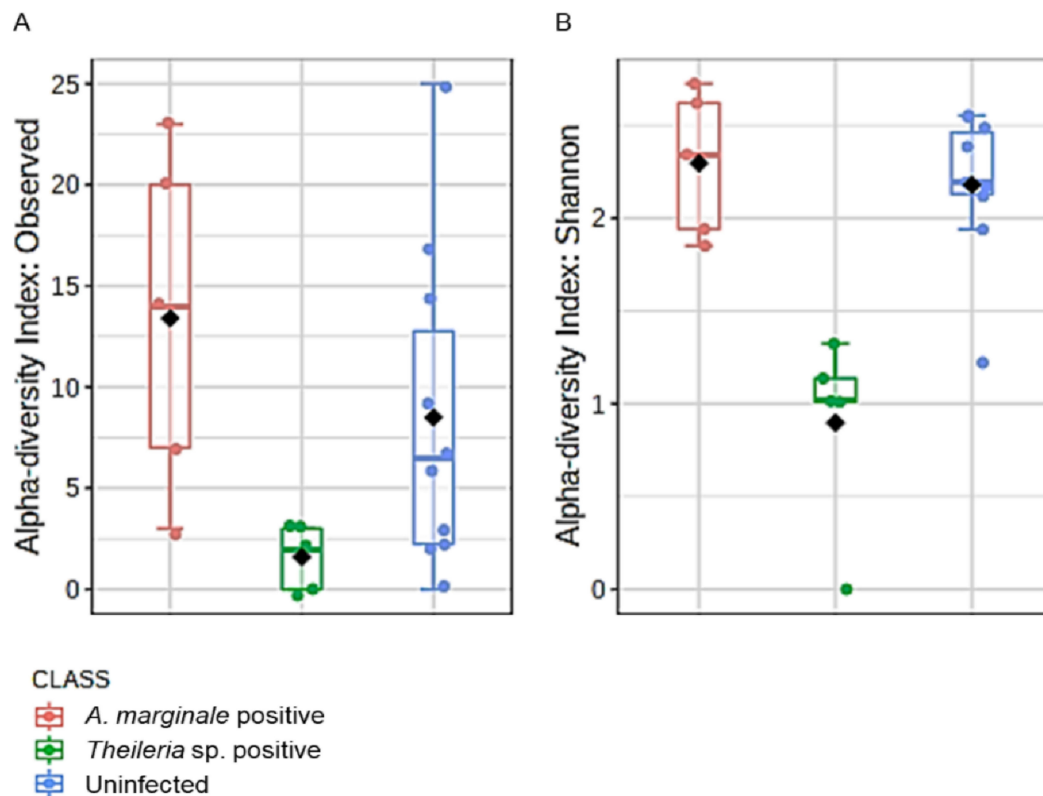 A
B
Alpha-diversity Index: Observed
25
20
15
10
5
0
Alpha-diversity Index: Shannon
2
1
0
CLASS
A. marginale positive
Theileria sp. positive
Uninfected